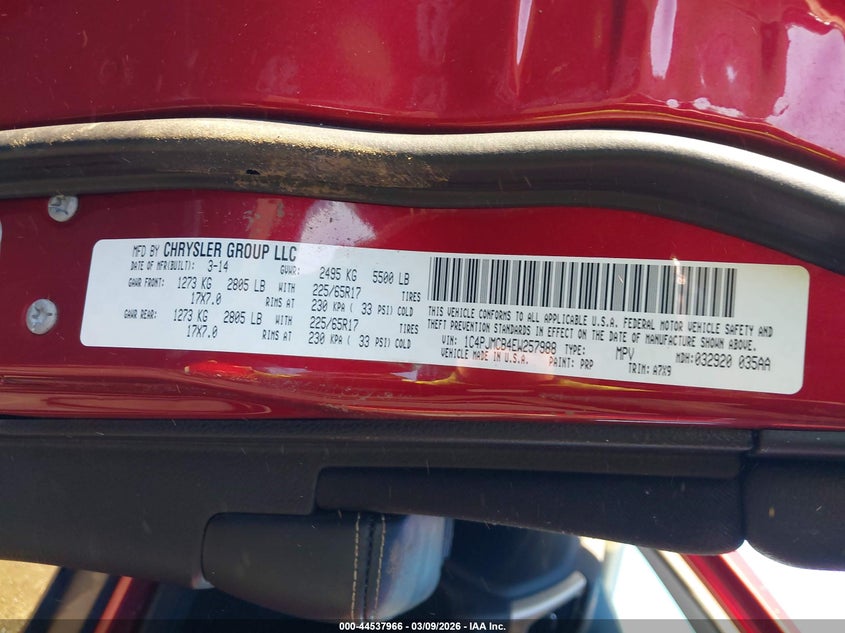 MFD BY CHRYSLER GROUP LLC
DATE OF MFR(BUILT): 3-14 GVWR: 2495 KG 5500 LB
GAWR FRONT: 1273 KG 2805 LB WITH 225/65R17 TIRES
17X7.0 RIMS AT 230 KPA ( 33 PSI) COLD
GAWR REAR: 1273 KG 2805 LB WITH 225/65R17 TIRES
17X7.0 RIMS AT 230 KPA ( 33 PSI) COLD
THIS VEHICLE CONFORMS TO ALL APPLICABLE U.S.A. FEDERAL MOTOR VEHICLE SAFETY AND
THEFT PREVENTION STANDARDS IN EFFECT ON THE DATE OF MANUFACTURE SHOWN ABOVE.
VIN: 1C4PJMCB4EW257988 TYPE: MPV MDH:032920 035AA
VEHICLE MADE IN U.S.A. PAINT: PRP TRIM: A7X9
000-44537966 - 03/09/2026 - IAA Inc.